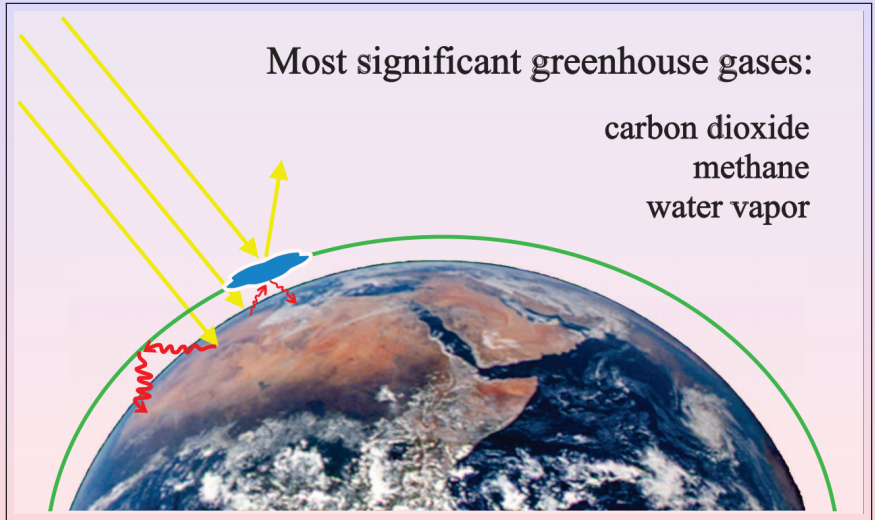 Most significant greenhouse gases:
carbon dioxide
methane
water vapor